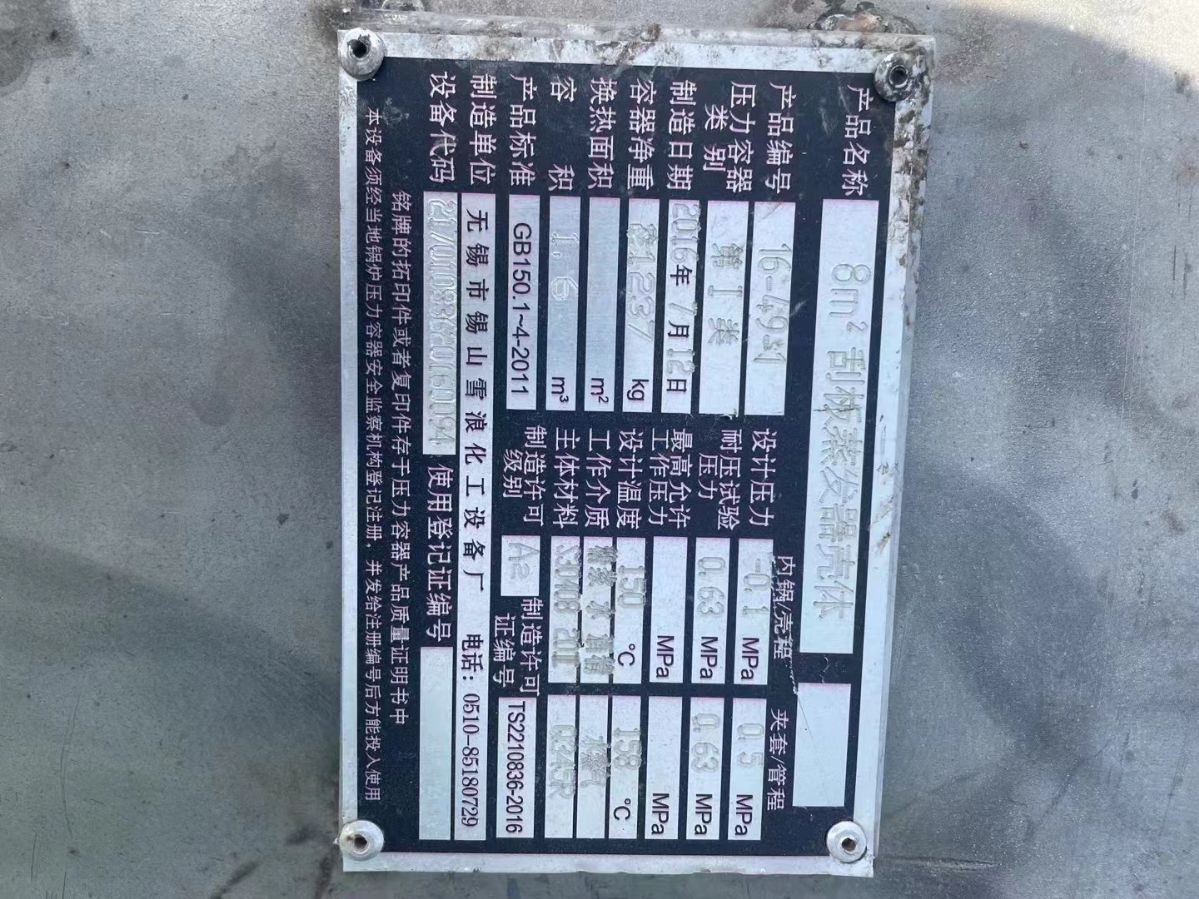 产品名称 8m² 刮板蒸发器壳体
产品编号 16-49±1
压力容器类别 第Ⅰ类
制造日期 2016年7月12日
容器净重 kg
换热面积 m²
容积 1.6 m³
产品标准 GB150.1~4-2011
内锅/壳程 夹套/管程
设计压力 -0.1 MPa 0.5 MPa
耐压试验压力 0.63 MPa 0.63 MPa
最高允许工作压力 MPa MPa
设计温度 150 °C 158 °C
工作介质 水蒸气
主体材料 S30408 Q345R
制造许可级别 A2 制造许可证编号 TS2210836-2016
制造单位 无锡市锡山雪浪化工设备厂 电话：0510-85180729
设备代码 使用登记证编号
铭牌的拓印件或者复印件存于压力容器产品质量证明书中
本设备须经当地锅炉压力容器安全监察机构登记注册，并发给注册编号后方能投入使用